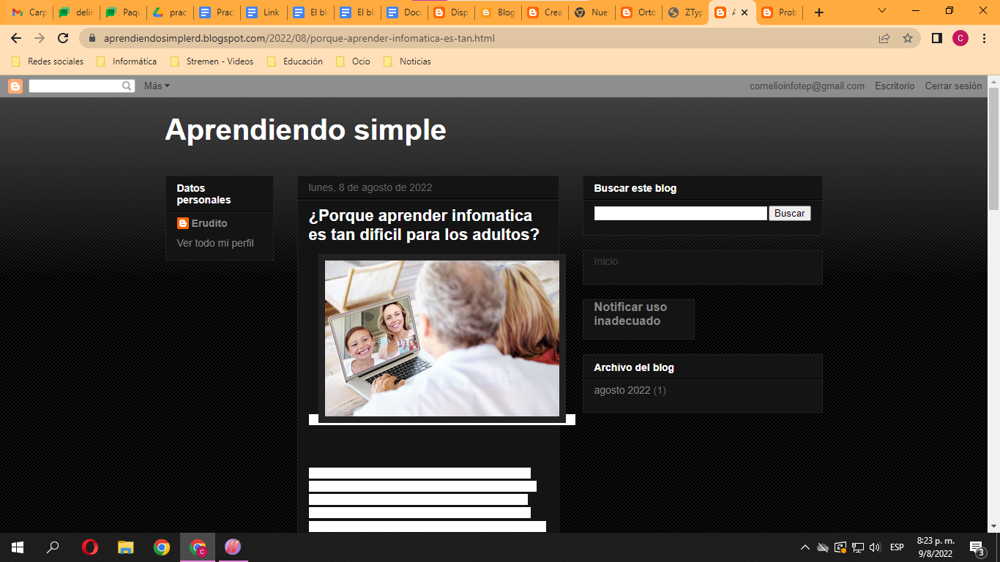 Carp
delin
Paqu
prac
Prac
Link
El bl
El bl
Docu
Disp
Blog
Crea
Nuev
Orto
ZTyp
A
Prob
aprendiendosimplerd.blogspot.com/2022/08/porque-aprender-infomatica-es-tan.html
C
Redes sociales
Informática
Stremen - Videos
Educación
Ocio
Noticias
Más
cornelioinfotep@gmail.com
Escritorio
Cerrar sesión
Aprendiendo simple
Datos
personales
Erudito
Ver todo mi perfil
lunes, 8 de agosto de 2022
¿Porque aprender infomatica
es tan dificil para los adultos?
Buscar este blog
Buscar
Inicio
Notificar uso
inadecuado
Archivo del blog
agosto 2022 (1)
C
ESP
8:23 p. m.
9/8/2022
3